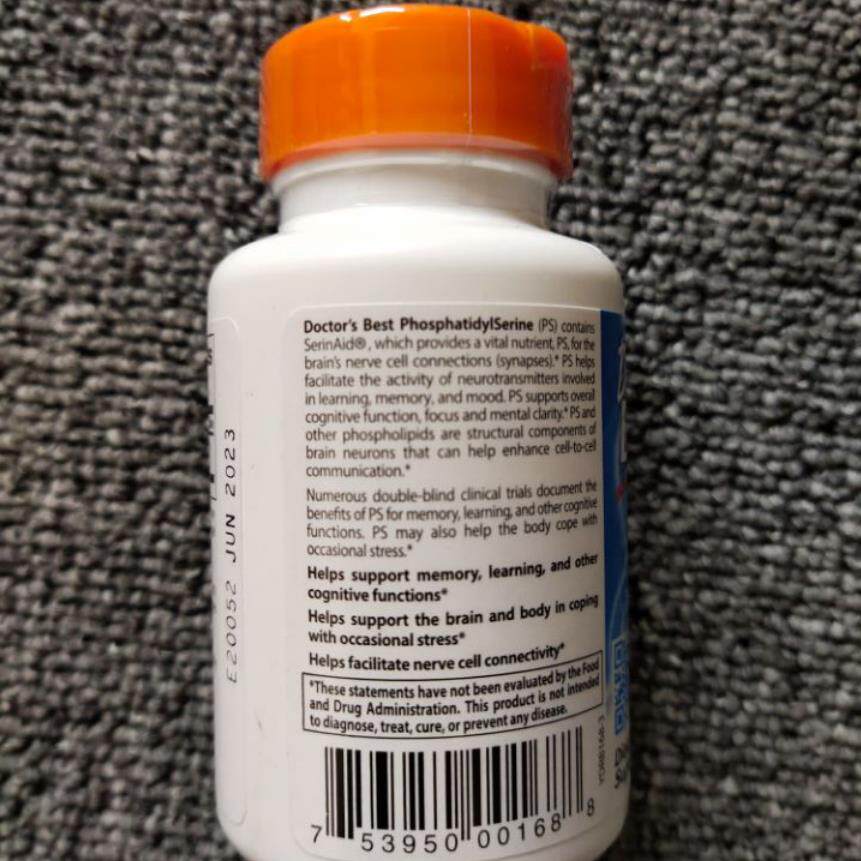 Doctor's Best PhosphatidylSerine (PS) contains
SerinAid®, which provides a vital nutrient, PS, for the
brain's nerve cell connections (synapses).* PS helps
facilitate the activity of neurotransmitters involved
in learning, memory, and mood. PS supports overall
cognitive function, focus and mental clarity.* PS and
other phospholipids are structural components of
brain neurons that can help enhance cell-to-cell
communication.*
Numerous double-blind clinical trials document the
benefits of PS for memory, learning, and other cognitive
functions. PS may also help the body cope with
occasional stress.*
Helps support memory, learning, and other
cognitive functions*
Helps support the brain and body in coping
with occasional stress*
Helps facilitate nerve cell connectivity*
*These statements have not been evaluated by the Food
and Drug Administration. This product is not intended
to diagnose, treat, cure, or prevent any disease.
7 53950 00168 8
E20052 JUN 2023